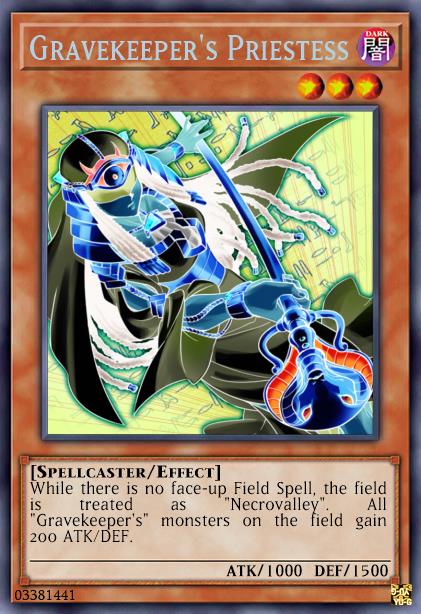 Gravekeeper's Priestess
DARK
闇
[Spellcaster/Effect]
While there is no face-up Field Spell, the field
is treated as "Necrovalley". All
"Gravekeeper's" monsters on the field gain
200 ATK/DEF.
ATK/1000 DEF/1500
03381441